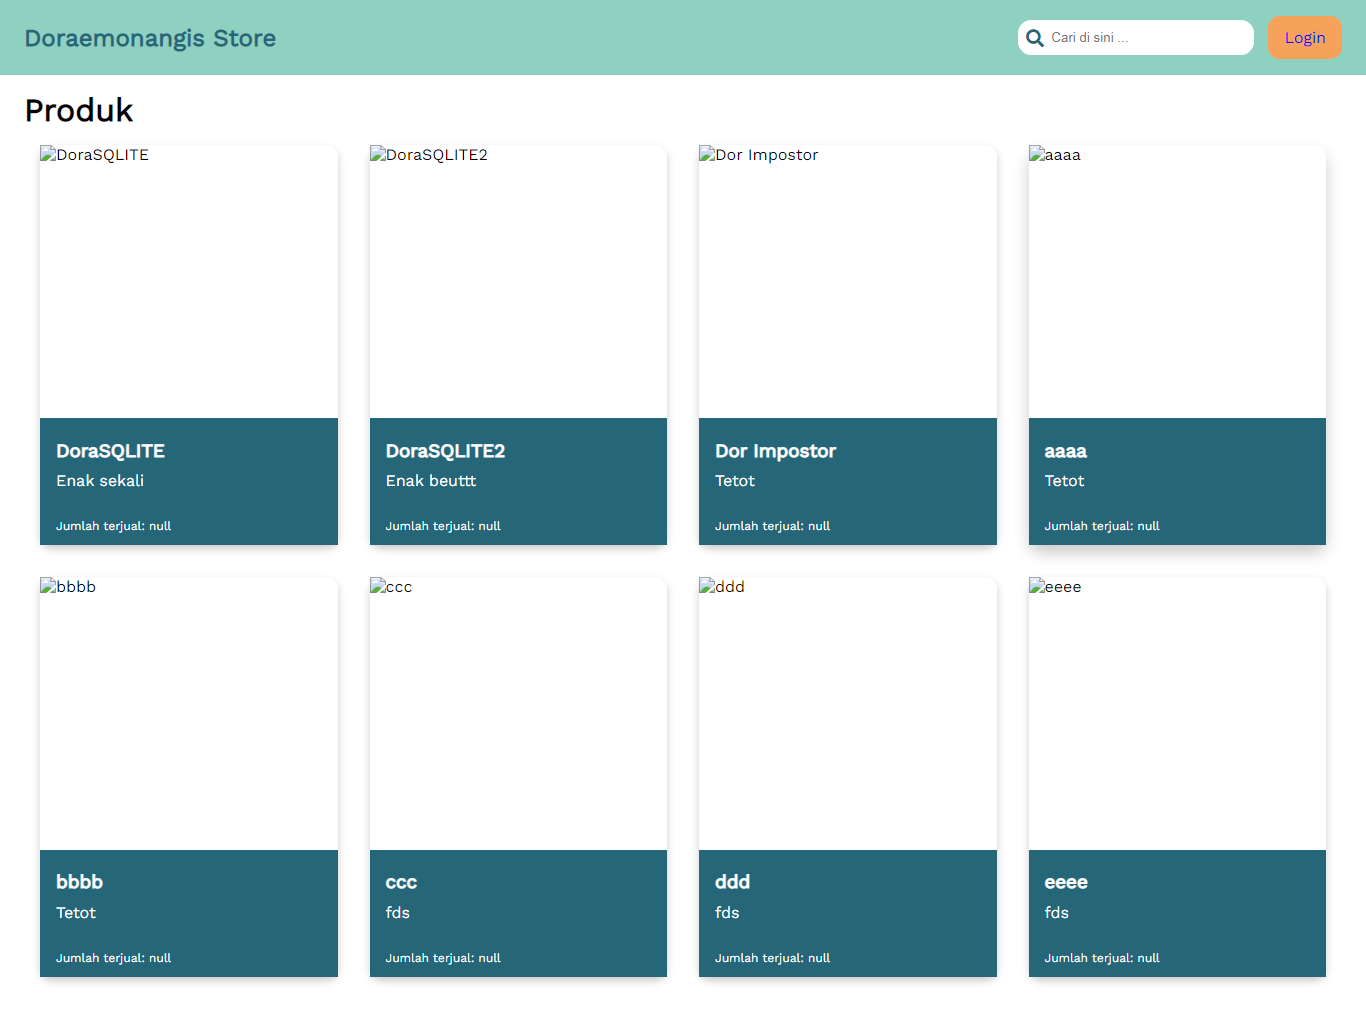 Doraemonangis Store
Cari di sini ...
Login
Produk
DoraSQLITE
DoraSQLITE2
Dor Impostor
aaaa
DoraSQLITE
Enak sekali
Jumlah terjual: null
DoraSQLITE2
Enak beuttt
Jumlah terjual: null
Dor Impostor
Tetot
Jumlah terjual: null
aaaa
Tetot
Jumlah terjual: null
bbbb
ccc
ddd
eeee
bbbb
Tetot
Jumlah terjual: null
ccc
fds
Jumlah terjual: null
ddd
fds
Jumlah terjual: null
eeee
fds
Jumlah terjual: null